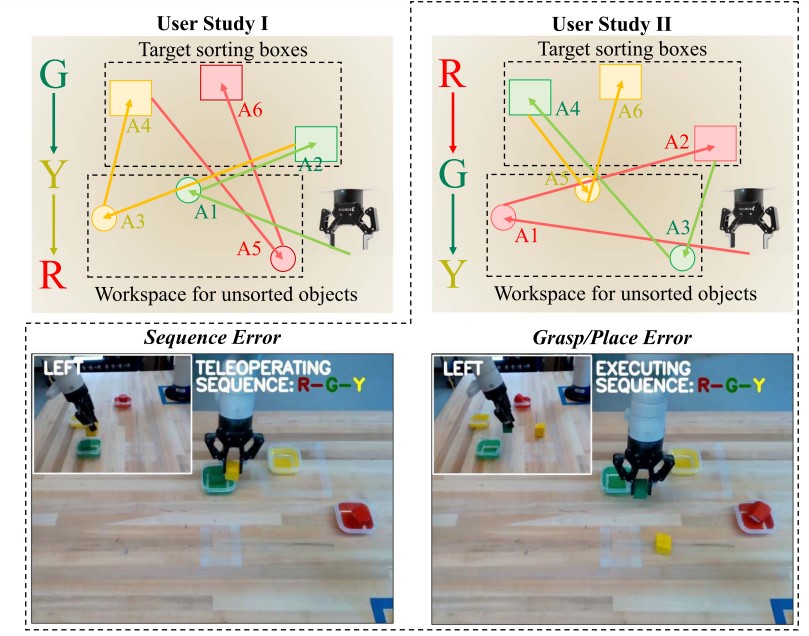 User Study I
Target sorting boxes
G
Y
R
A4
A6
A2
A1
A3
A5
Workspace for unsorted objects
User Study II
Target sorting boxes
R
G
Y
A4
A6
A2
A5
A1
A3
Workspace for unsorted objects
Sequence Error
LEFT
TELEOPERATING
SEQUENCE: R-G-Y
Grasp/Place Error
LEFT
EXECUTING
SEQUENCE: R-G-Y